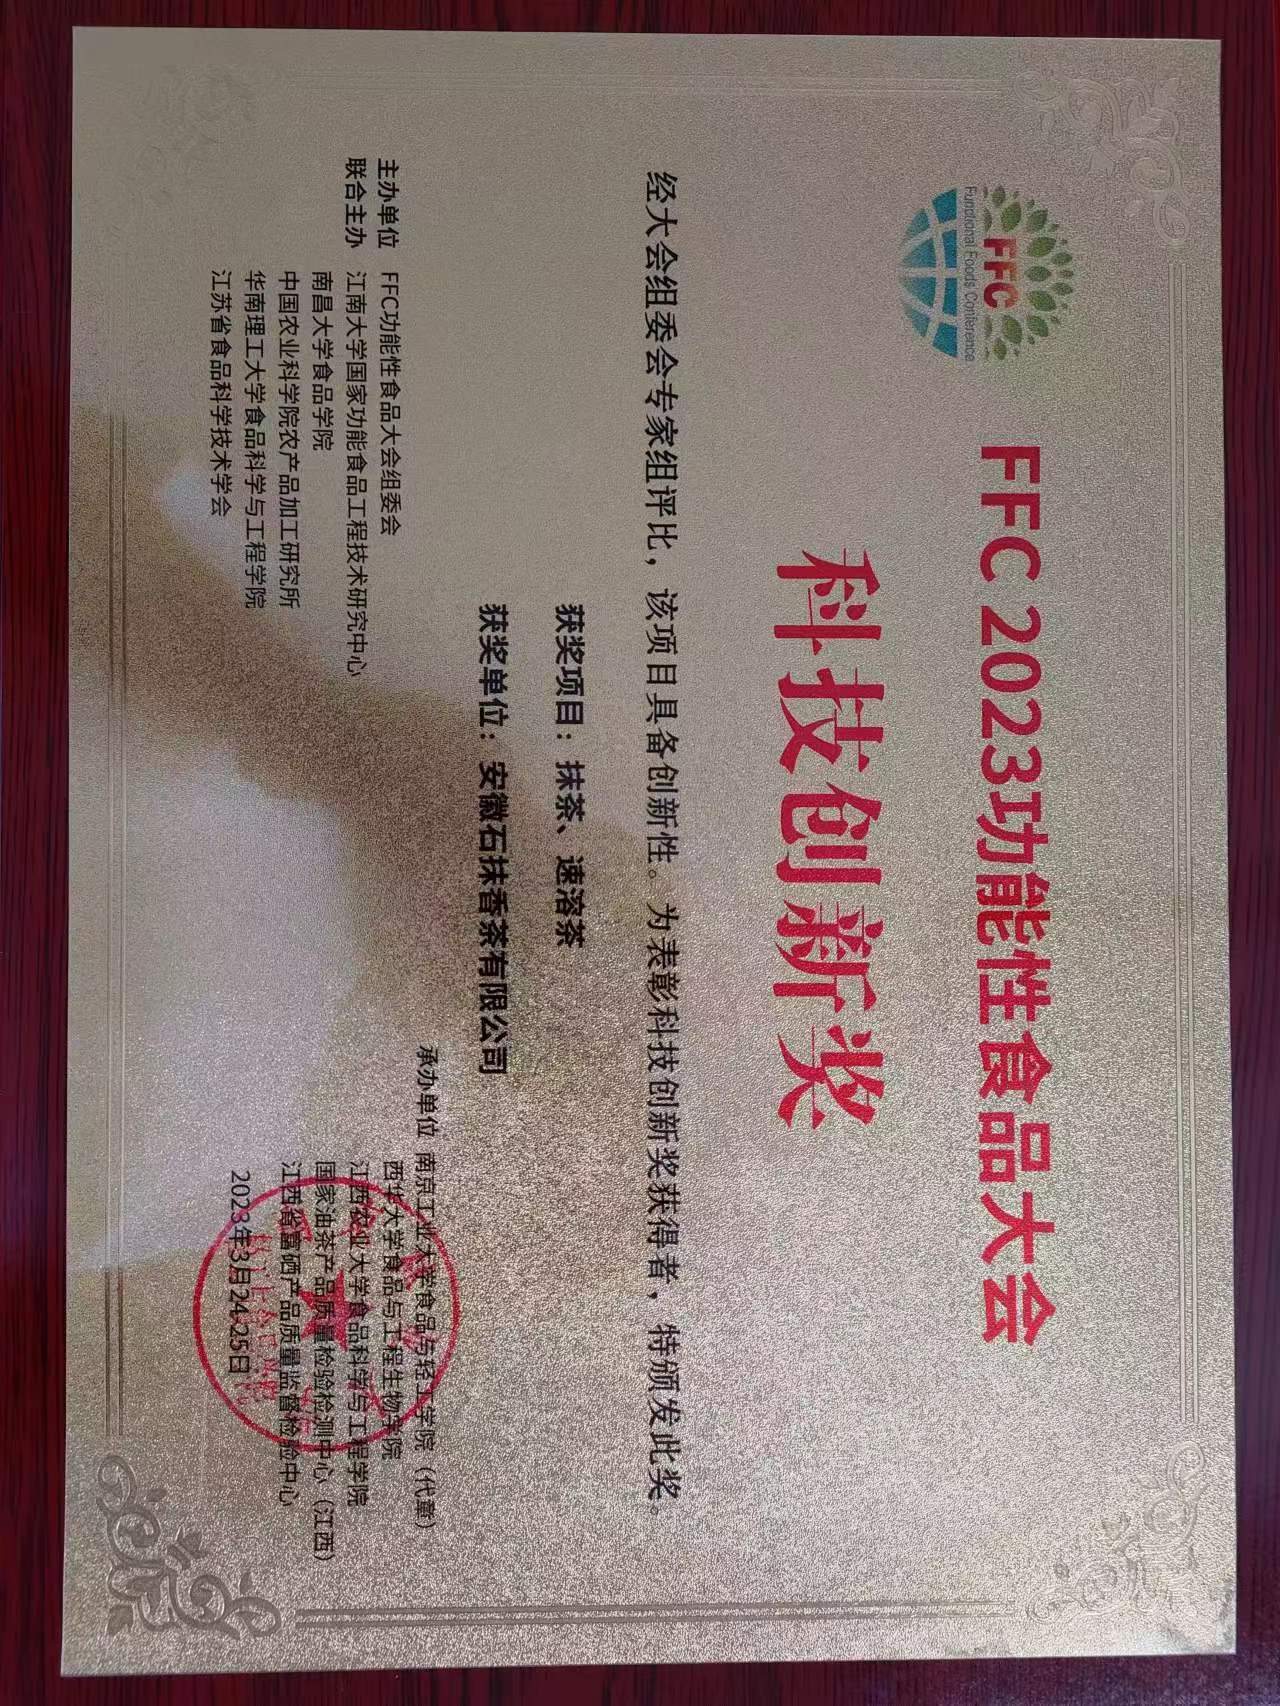 FFC
Functional Foods Conference
FFC 2023功能性食品大会
科技创新奖
经大会组委会专家组评比，该项目具备创新性。为表彰科技创新奖获得者，特颁发此奖。
获奖项目：抹茶、速溶茶
获奖单位：安徽石抹香茶有限公司
主办单位 FFC功能性食品大会组委会
联合主办 江南大学国家功能食品工程技术研究中心
南昌大学食品学院
中国农业科学院农产品加工研究所
华南理工大学食品科学与工程学院
江苏省食品科学技术学会
承办单位 南京工业大学食品与轻工学院（代章）
西华大学食品与工程生物学院
江西农业大学食品科学与工程学院
国家油茶产品质量检验检测中心（江西）
江西省富硒产品质量监督检验中心
2023年3月24-25日